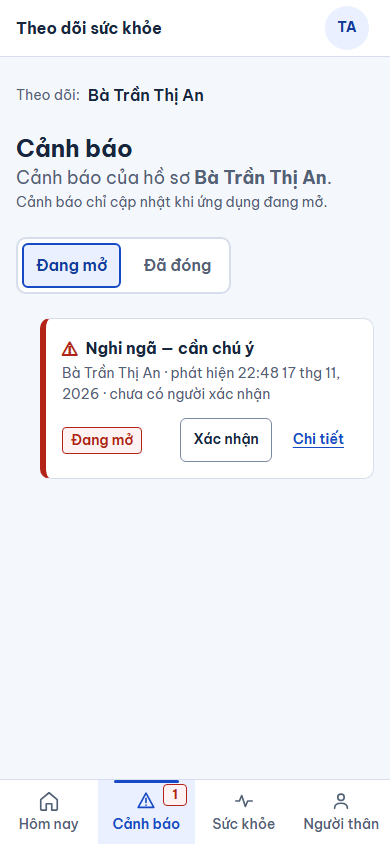 Theo dõi sức khỏe
TA
Theo dõi: Bà Trần Thị An
Cảnh báo
Cảnh báo của hồ sơ Bà Trần Thị An.
Cảnh báo chỉ cập nhật khi ứng dụng đang mở.
Đang mở
Đã đóng
Nghi ngã — cần chú ý
Bà Trần Thị An · phát hiện 22:48 17 thg 11,
2026 · chưa có người xác nhận
Đang mở
Xác nhận
Chi tiết
1
Hôm nay
Cảnh báo
Sức khỏe
Người thân